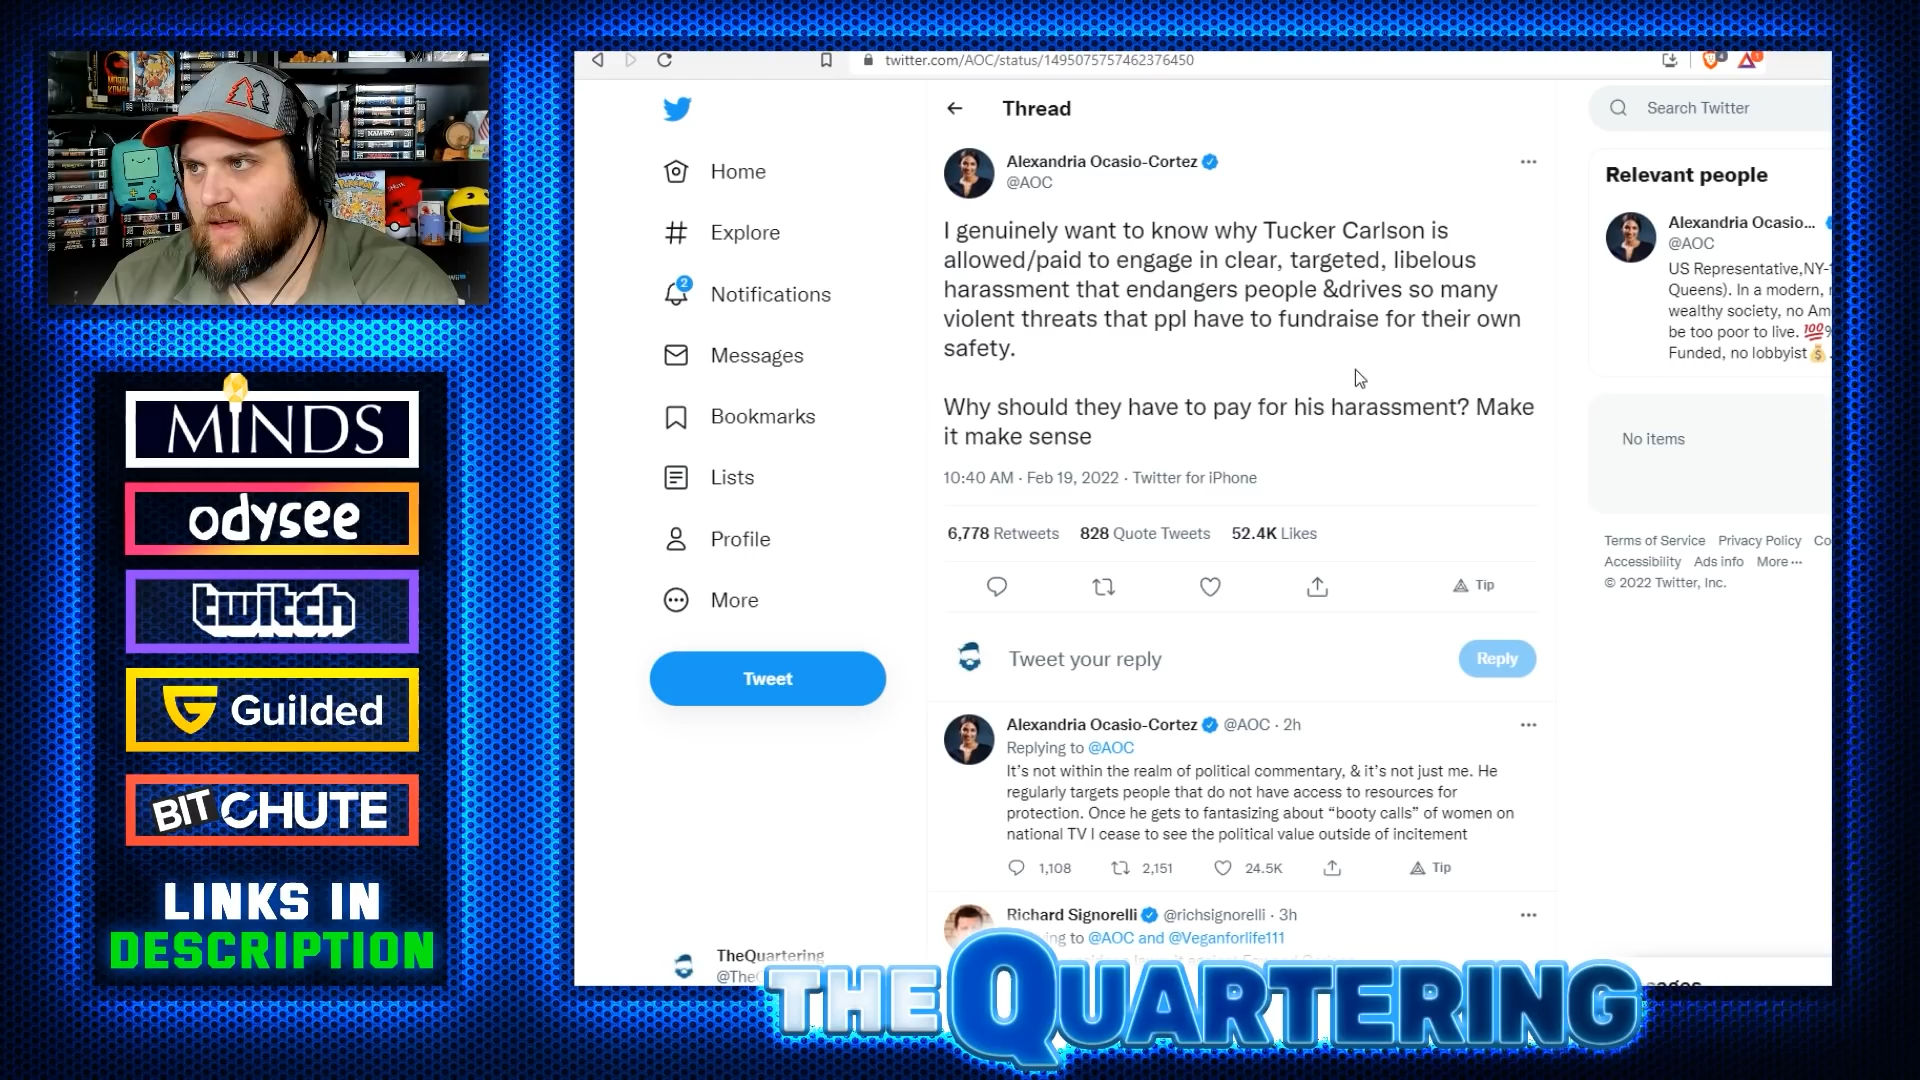 twitter.com/AOC/status/1495075757462376450
Thread
Search Twitter
Home
Explore
2
Notifications
Messages
Bookmarks
Lists
Profile
More
Tweet
TheQuartering
Alexandria Ocasio-Cortez
@AOC
I genuinely want to know why Tucker Carlson is
allowed/paid to engage in clear, targeted, libelous
harassment that endangers people &drives so many
violent threats that ppl have to fundraise for their own
safety.
Why should they have to pay for his harassment? Make
it make sense
10:40 AM · Feb 19, 2022 · Twitter for iPhone
6,778 Retweets 828 Quote Tweets 52.4K Likes
Tip
Tweet your reply
Reply
Alexandria Ocasio-Cortez @AOC · 2h
Replying to @AOC
It's not within the realm of political commentary, & it's not just me. He
regularly targets people that do not have access to resources for
protection. Once he gets to fantasizing about “booty calls” of women on
national TV I cease to see the political value outside of incitement
1,108 2,151 24.5K Tip
Richard Signorelli @richsignorelli · 3h
@AOC and @Veganforlife111
Relevant people
Alexandria Ocasio...
@AOC
US Representative,NY-
Queens). In a modern,
wealthy society, no Am
be too poor to live. 💯
Funded, no lobbyist
No items
Terms of Service Privacy Policy Co
Accessibility Ads info More ···
© 2022 Twitter, Inc.
MINDS
odysee
twitch
Guilded
BITCHUTE
LINKS IN
DESCRIPTION
THE QUARTERING